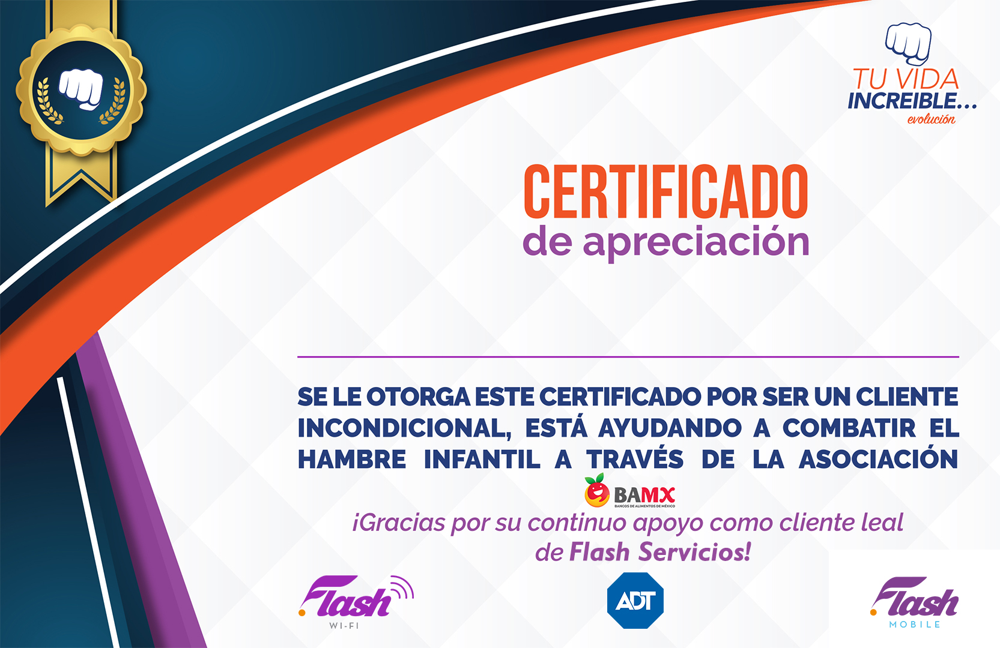 TU VIDA
INCREIBLE...
evolución
CERTIFICADO
de apreciación
SE LE OTORGA ESTE CERTIFICADO POR SER UN CLIENTE
INCONDICIONAL, ESTÁ AYUDANDO A COMBATIR EL
HAMBRE INFANTIL A TRAVÉS DE LA ASOCIACIÓN
BAMX
BANCOS DE ALIMENTOS DE MÉXICO
¡Gracias por su continuo apoyo como cliente leal
de Flash Servicios!
Flash
WI-FI
ADT
Flash
MOBILE